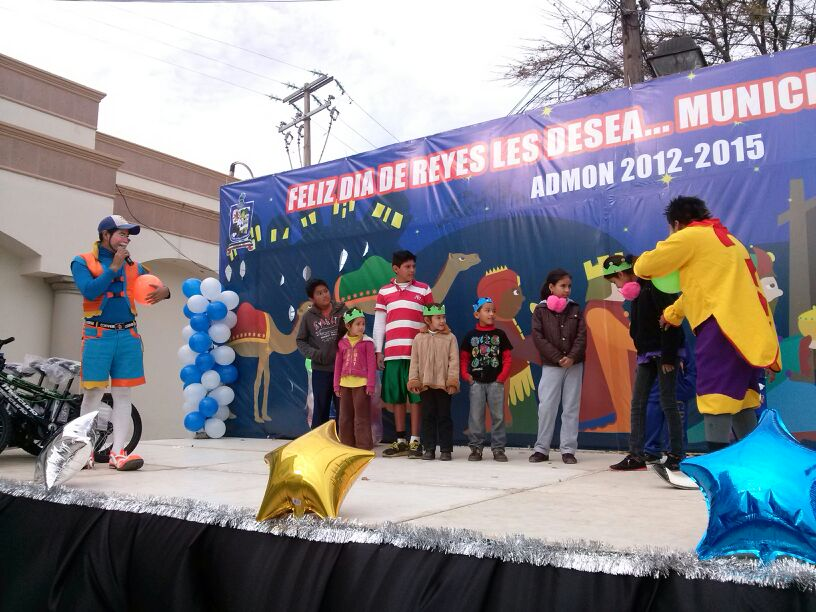 FELIZ DIA DE REYES LES DESEA... MUNICI
ADMON 2012-2015